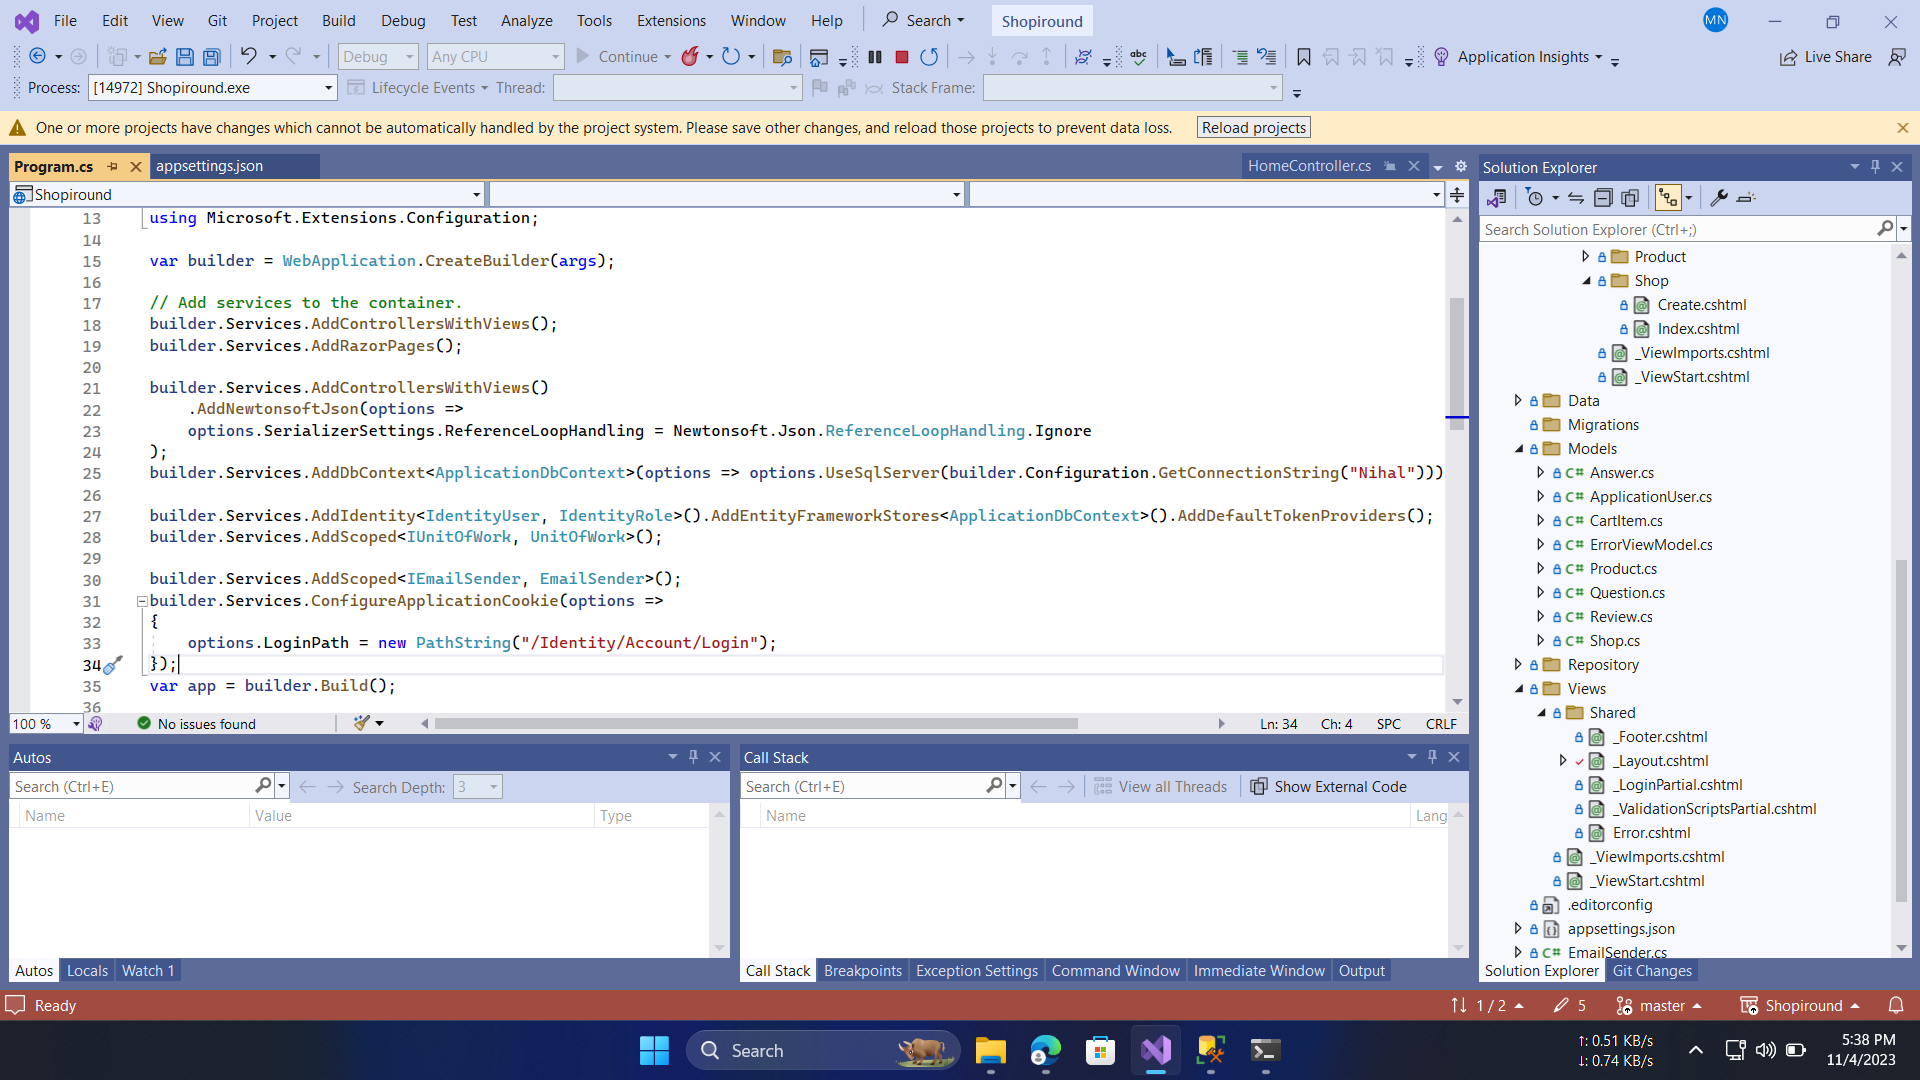 File Edit View Git Project Build Debug Test Analyze Tools Extensions Window Help Search Shopiround MN
Debug Any CPU Continue abc Application Insights Live Share
Process: [14972] Shopiround.exe Lifecycle Events Thread: Stack Frame:
One or more projects have changes which cannot be automatically handled by the project system. Please save other changes, and reload those projects to prevent data loss. Reload projects
Program.cs appsettings.json HomeController.cs
Shopiround
13 using Microsoft.Extensions.Configuration;
14
15 var builder = WebApplication.CreateBuilder(args);
16
17 // Add services to the container.
18 builder.Services.AddControllersWithViews();
19 builder.Services.AddRazorPages();
20
21 builder.Services.AddControllersWithViews()
22 .AddNewtonsoftJson(options =>
23 options.SerializerSettings.ReferenceLoopHandling = Newtonsoft.Json.ReferenceLoopHandling.Ignore
24 );
25 builder.Services.AddDbContext<ApplicationDbContext>(options => options.UseSqlServer(builder.Configuration.GetConnectionString("Nihal")))
26
27 builder.Services.AddIdentity<IdentityUser, IdentityRole>().AddEntityFrameworkStores<ApplicationDbContext>().AddDefaultTokenProviders();
28 builder.Services.AddScoped<IUnitOfWork, UnitOfWork>();
29
30 builder.Services.AddScoped<IEmailSender, EmailSender>();
31 builder.Services.ConfigureApplicationCookie(options =>
32 {
33 options.LoginPath = new PathString("/Identity/Account/Login");
34 });
35 var app = builder.Build();
36
100 % No issues found Ln: 34 Ch: 4 SPC CRLF
Autos
Search (Ctrl+E) Search Depth: 3
Name Value Type
Autos Locals Watch 1
Call Stack
Search (Ctrl+E) View all Threads Show External Code
Name Lang
Call Stack Breakpoints Exception Settings Command Window Immediate Window Output
Solution Explorer
Search Solution Explorer (Ctrl+;)
Product
Shop
Create.cshtml
Index.cshtml
_ViewImports.cshtml
_ViewStart.cshtml
Data
Migrations
Models
C# Answer.cs
C# ApplicationUser.cs
C# CartItem.cs
C# ErrorViewModel.cs
C# Product.cs
C# Question.cs
C# Review.cs
C# Shop.cs
Repository
Views
Shared
_Footer.cshtml
_Layout.cshtml
_LoginPartial.cshtml
_ValidationScriptsPartial.cshtml
Error.cshtml
_ViewImports.cshtml
_ViewStart.cshtml
.editorconfig
appsettings.json
C# EmailSender.cs
Solution Explorer Git Changes
Ready 1 / 2 5 master Shopiround
Search
↑: 0.51 KB/s
↓: 0.74 KB/s
5:38 PM
11/4/2023